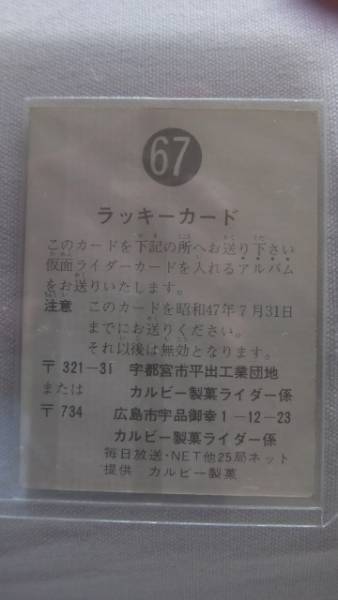 67
ラッキーカード
このカードを下記の所へお送り下さい
仮面ライダーカードを入れるアルバム
をお送りいたします。
注意 このカードを昭和47年7月31日
までにお送りください。
それ以後は無効となります。
〒321-31 宇都宮市平出工業団地
または カルビー製菓ライダー係
〒734 広島市宇品御幸1-12-23
カルビー製菓ライダー係
毎日放送・NET他25局ネット
提供 カルビー製菓